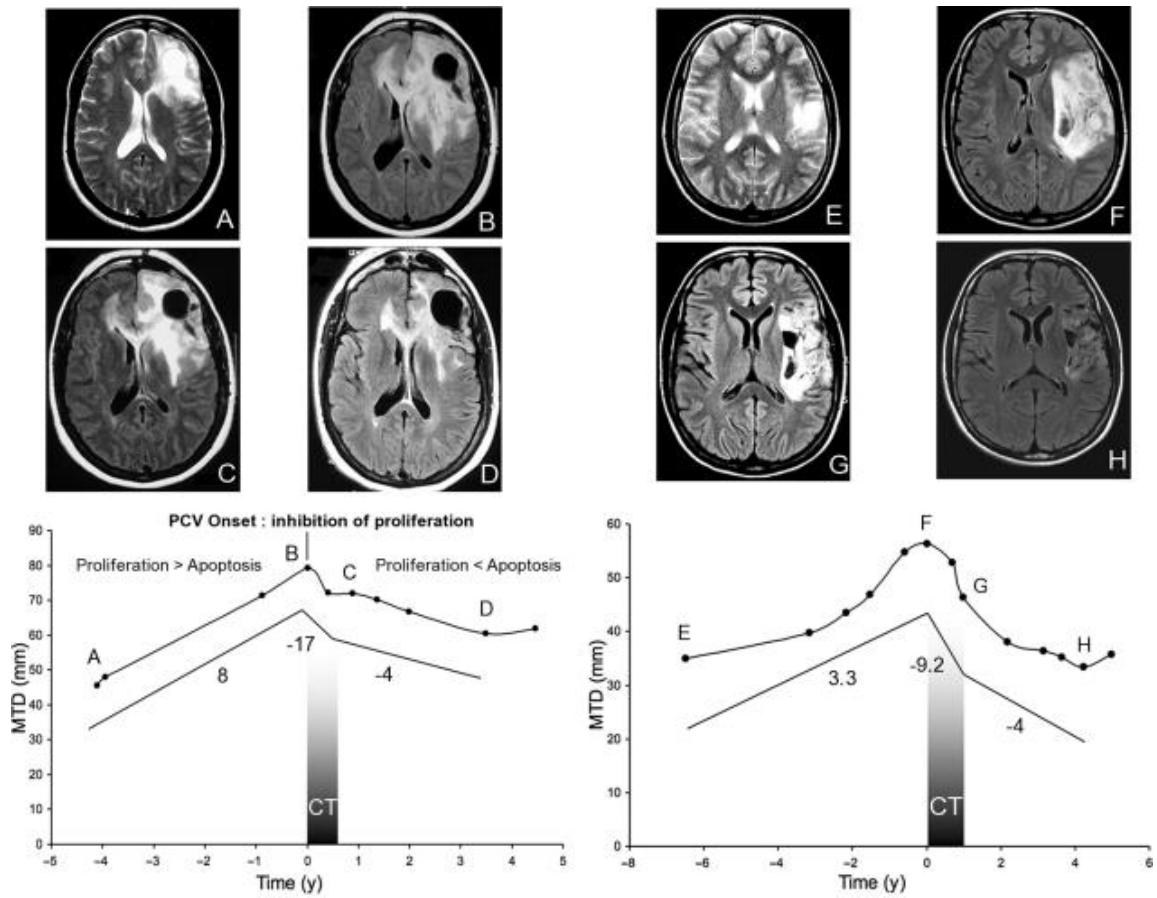 A
B
E
F
C
D
G
H
PCV Onset : inhibition of proliferation
Proliferation > Apoptosis
Proliferation < Apoptosis
A
B
C
D
8
-17
-4
CT
MTD (mm)
90
80
70
60
50
40
30
20
10
0
−5 −4 −3 −2 −1 0 1 2 3 4 5
Time (y)
E
F
G
H
3.3
-9.2
-4
CT
MTD (mm)
60
50
40
30
20
10
0
−8 −6 −4 −2 0 2 4 6
Time (y)